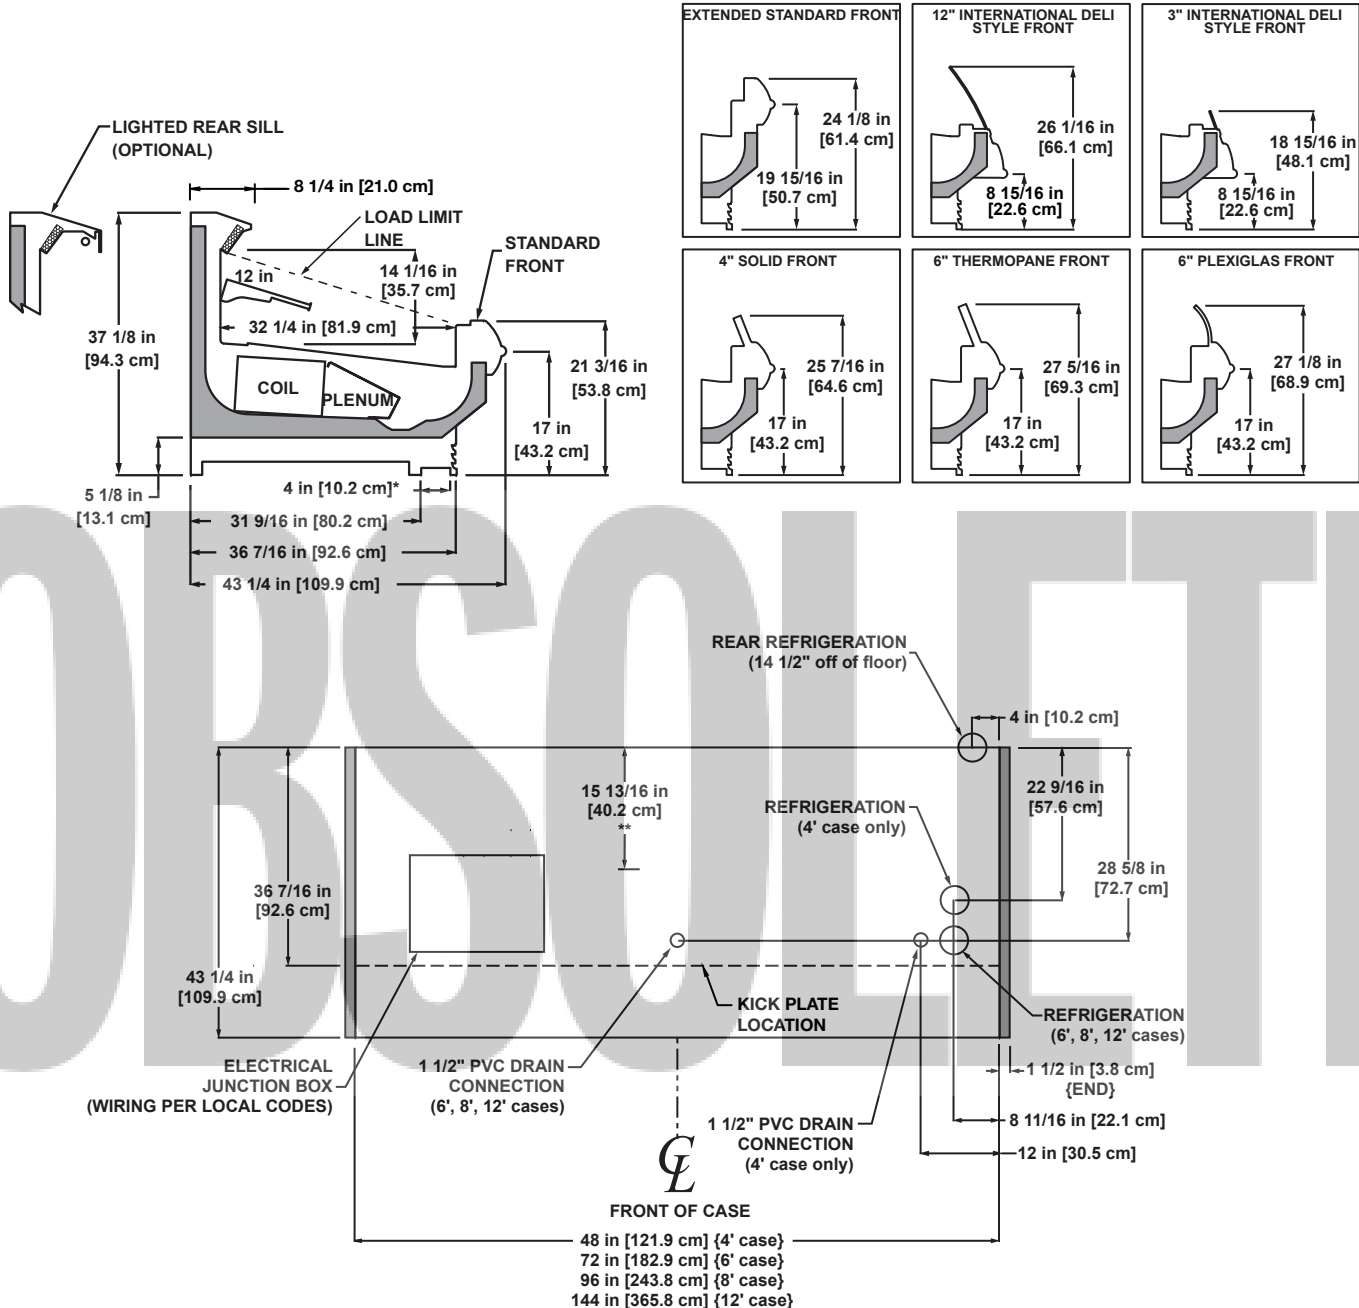 EXTENDED STANDARD FRONT
24 1/8 in
[61.4 cm]
19 15/16 in
[50.7 cm]
12" INTERNATIONAL DELI
STYLE FRONT
26 1/16 in
[66.1 cm]
8 15/16 in
[22.6 cm]
3" INTERNATIONAL DELI
STYLE FRONT
18 15/16 in
[48.1 cm]
8 15/16 in
[22.6 cm]
4" SOLID FRONT
25 7/16 in
[64.6 cm]
17 in
[43.2 cm]
6" THERMOPANE FRONT
27 5/16 in
[69.3 cm]
17 in
[43.2 cm]
6" PLEXIGLAS FRONT
27 1/8 in
[68.9 cm]
17 in
[43.2 cm]
LIGHTED REAR SILL
(OPTIONAL)
8 1/4 in [21.0 cm]
LOAD LIMIT
LINE
STANDARD
FRONT
12 in
14 1/16 in
[35.7 cm]
32 1/4 in [81.9 cm]
37 1/8 in
[94.3 cm]
COIL
PLENUM
21 3/16 in
[53.8 cm]
17 in
[43.2 cm]
5 1/8 in
[13.1 cm]
4 in [10.2 cm]*
31 9/16 in [80.2 cm]
36 7/16 in [92.6 cm]
43 1/4 in [109.9 cm]
OBSOLETE
REAR REFRIGERATION
(14 1/2" off of floor)
4 in [10.2 cm]
15 13/16 in
[40.2 cm]
**
22 9/16 in
[57.6 cm]
REFRIGERATION
(4' case only)
28 5/8 in
[72.7 cm]
36 7/16 in
[92.6 cm]
43 1/4 in
[109.9 cm]
KICK PLATE
LOCATION
REFRIGERATION
(6', 8', 12' cases)
ELECTRICAL
JUNCTION BOX
(WIRING PER LOCAL CODES)
1 1/2" PVC DRAIN
CONNECTION
(6', 8', 12' cases)
1 1/2 in [3.8 cm]
{END}
8 11/16 in [22.1 cm]
1 1/2" PVC DRAIN
CONNECTION
(4' case only)
12 in [30.5 cm]
CL
FRONT OF CASE
48 in [121.9 cm] {4' case}
72 in [182.9 cm] {6' case}
96 in [243.8 cm] {8' case}
144 in [365.8 cm] {12' case}